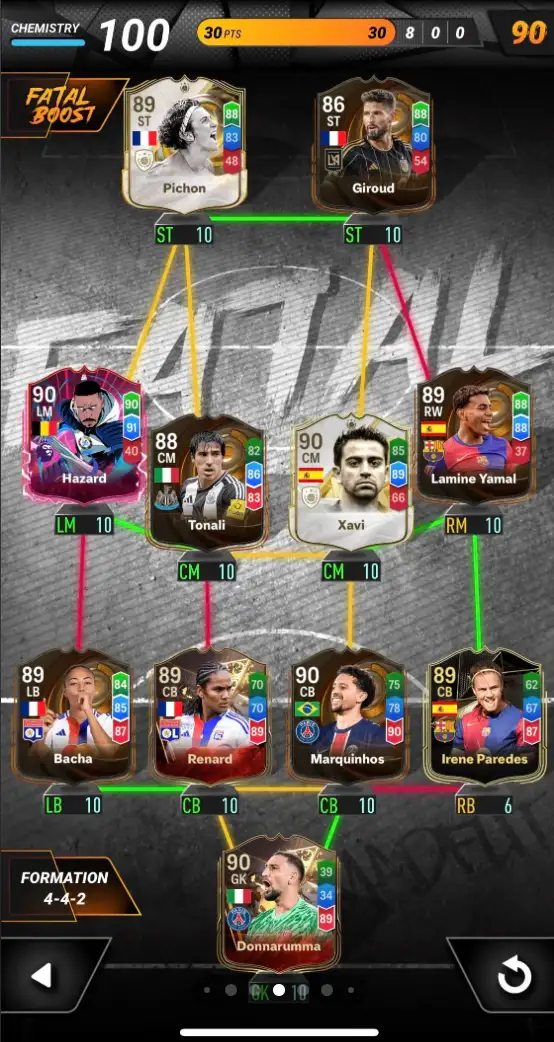 CHEMISTRY 100 30 PTS 30 8 0 0 90
FATAL
BOOST
89 ST 88 83 48 Pichon
86 ST 88 80 54 Giroud
ST 10 ST 10
FATAL
90 LM 90 91 40 Hazard
88 CM 82 86 83 Tonali
90 CM 85 89 66 Xavi
89 RW 88 88 37 Lamine Yamal
LM 10 RM 10
CM 10 CM 10
89 LB 84 85 87 Bacha
89 CB 70 70 89 Renard
90 CB 75 78 90 Marquinhos
89 CB 62 67 87 Irene Paredes
LB 10 CB 10 CB 10 RB 6
90 GK 39 34 89 Donnarumma
FORMATION
4-4-2
GK 10